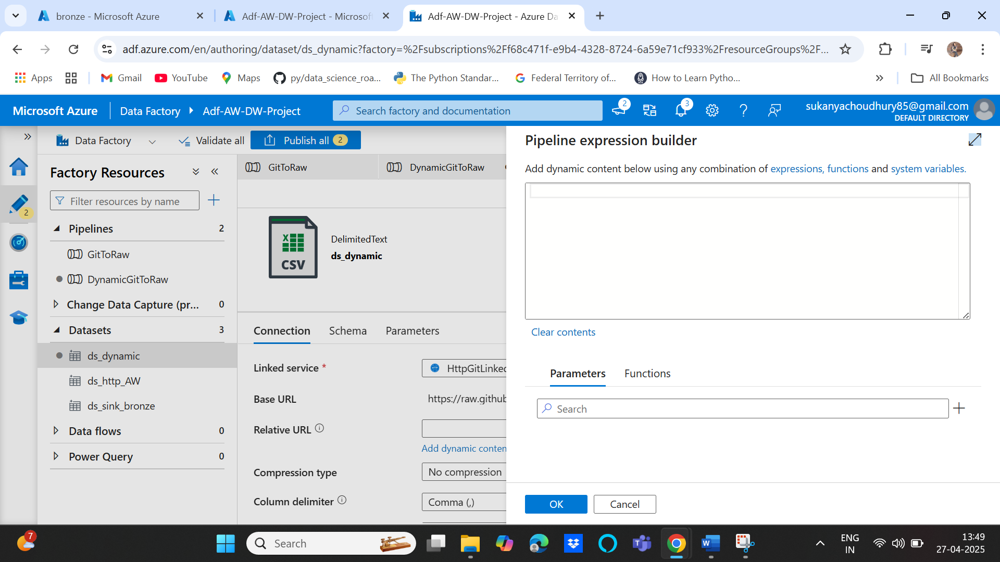 bronze - Microsoft Azure
Adf-AW-DW-Project - Microsof
Adf-AW-DW-Project - Azure Da
adf.azure.com/en/authoring/dataset/ds_dynamic?factory=%2Fsubscriptions%2Ff68c471f-e9b4-4328-8724-6a59e71cf933%2FresourceGroups%2F...
Apps
Gmail
YouTube
Maps
py/data_science_roa...
The Python Standar...
Federal Territory of...
How to Learn Pytho...
All Bookmarks
Microsoft Azure
Data Factory
Adf-AW-DW-Project
Search factory and documentation
2
3
sukanyachoudhury85@gmail.com
DEFAULT DIRECTORY
Data Factory
Validate all
Publish all 2
2
Factory Resources
Filter resources by name
Pipelines 2
GitToRaw
DynamicGitToRaw
Change Data Capture (pr... 0
Datasets 3
ds_dynamic
ds_http_AW
ds_sink_bronze
Data flows 0
Power Query 0
GitToRaw
DynamicGitToRaw
DelimitedText
ds_dynamic
X
CSV
Connection
Schema
Parameters
Linked service *
HTTP
HttpGitLinked
Base URL
https://raw.github
Relative URL
Add dynamic conten
Compression type
No compression
Column delimiter
Comma (,)
Pipeline expression builder
Add dynamic content below using any combination of expressions, functions and system variables.
Clear contents
Parameters
Functions
Search
OK
Cancel
7
Search
ENG
IN
13:49
27-04-2025